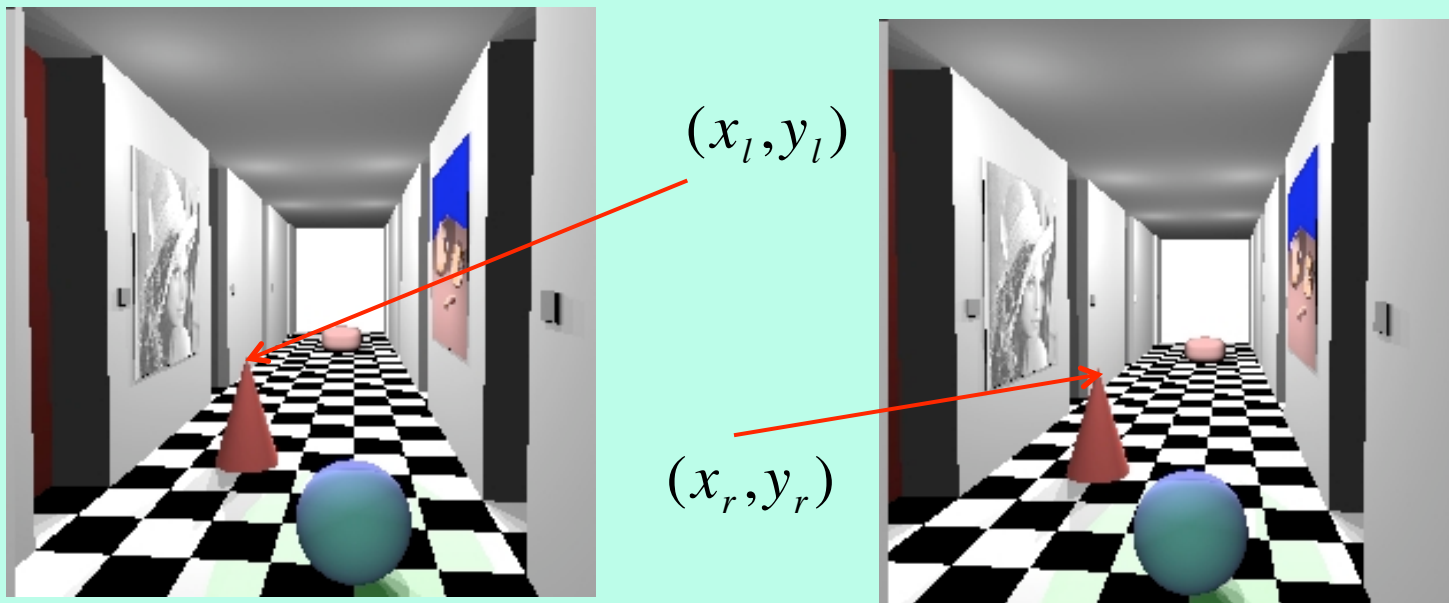 (x_l, y_l)
(x_r, y_r)